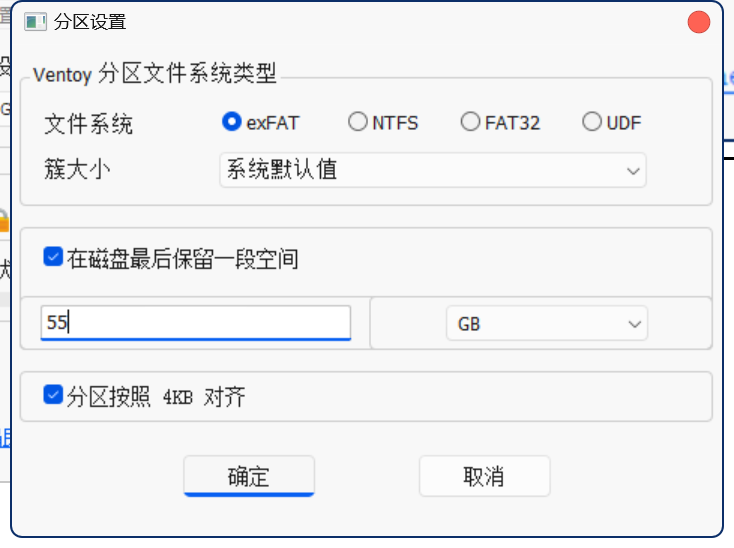 分区设置
Ventoy 分区文件系统类型
文件系统 exFAT NTFS FAT32 UDF
簇大小 系统默认值
在磁盘最后保留一段空间
55 GB
分区按照 4KB 对齐
确定 取消